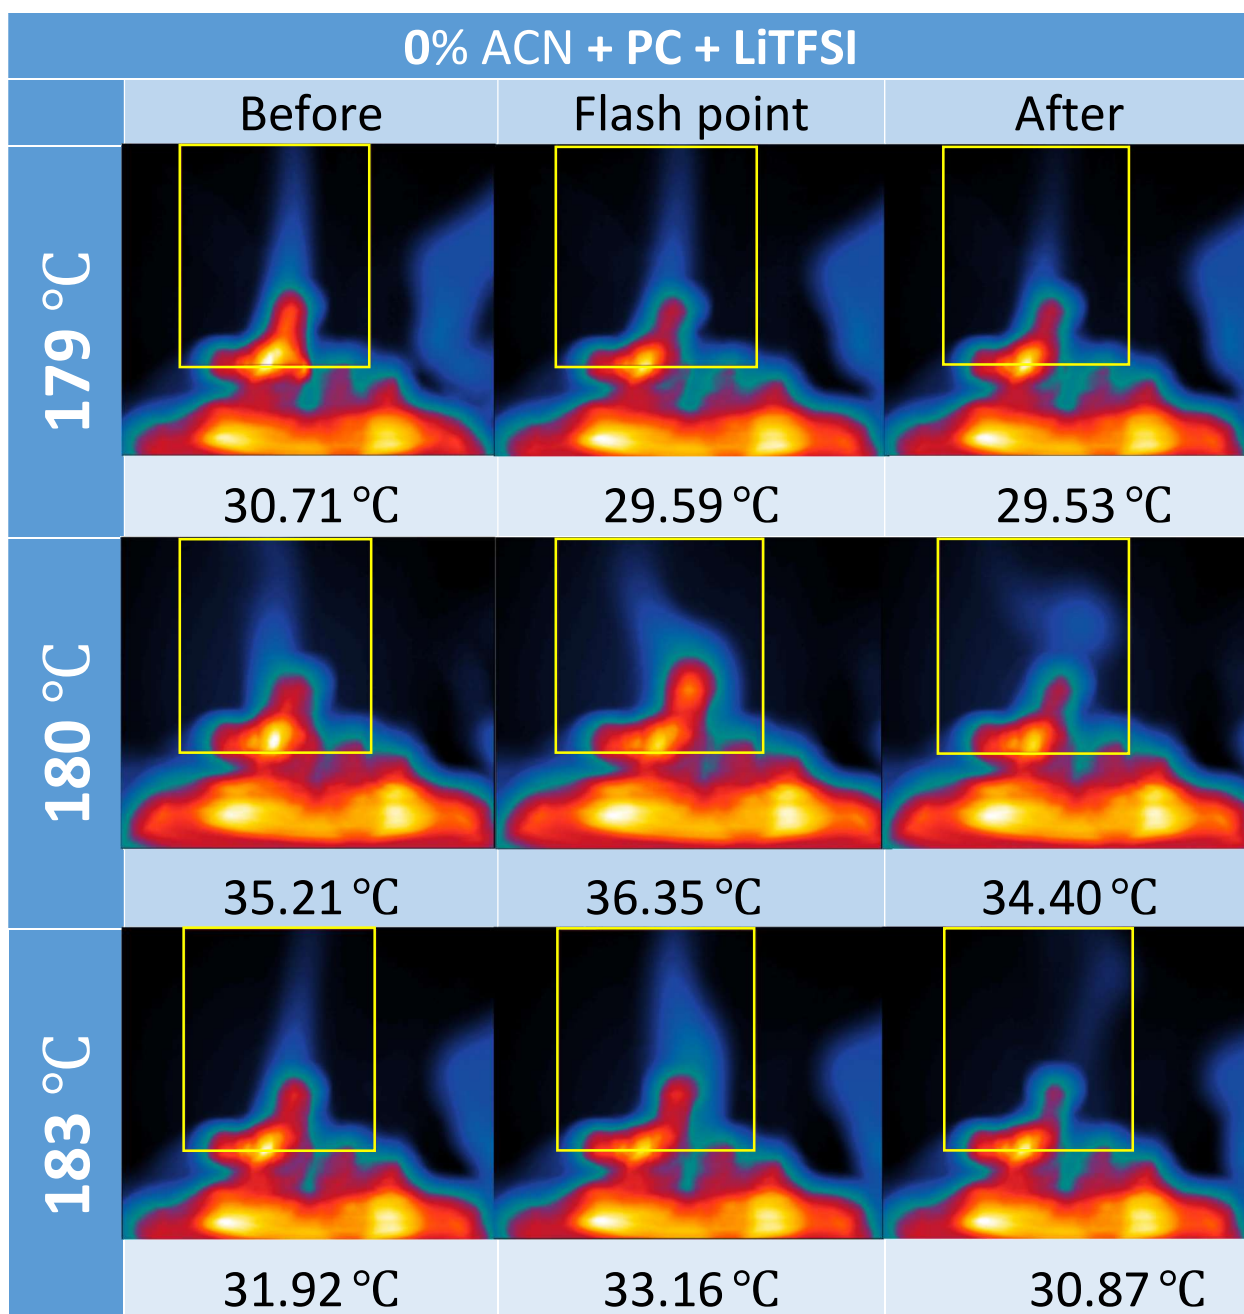 0% ACN + PC + LiTFSI
Before Flash point After
179 °C
30.71 °C 29.59 °C 29.53 °C
180 °C
35.21 °C 36.35 °C 34.40 °C
183 °C
31.92 °C 33.16 °C 30.87 °C